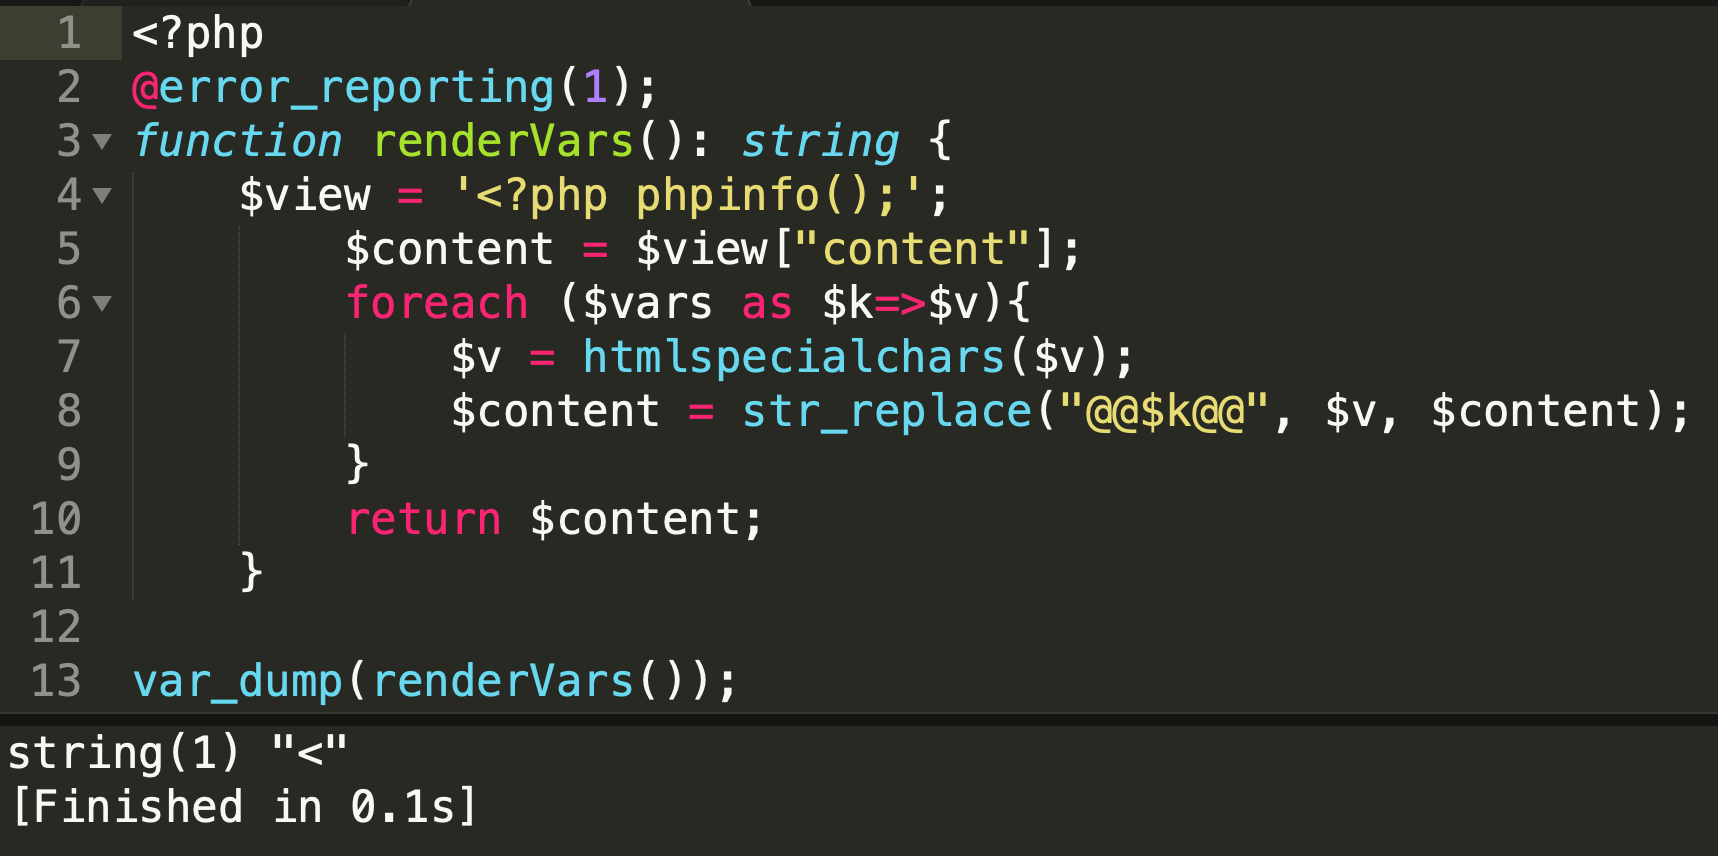 1 <?php
2 @error_reporting(1);
3 function renderVars(): string {
4     $view = '<?php phpinfo();';
5         $content = $view["content"];
6         foreach ($vars as $k=>$v){
7             $v = htmlspecialchars($v);
8             $content = str_replace("@@$k@@", $v, $content);
9         }
10         return $content;
11     }
12
13 var_dump(renderVars());
string(1) "<"
[Finished in 0.1s]